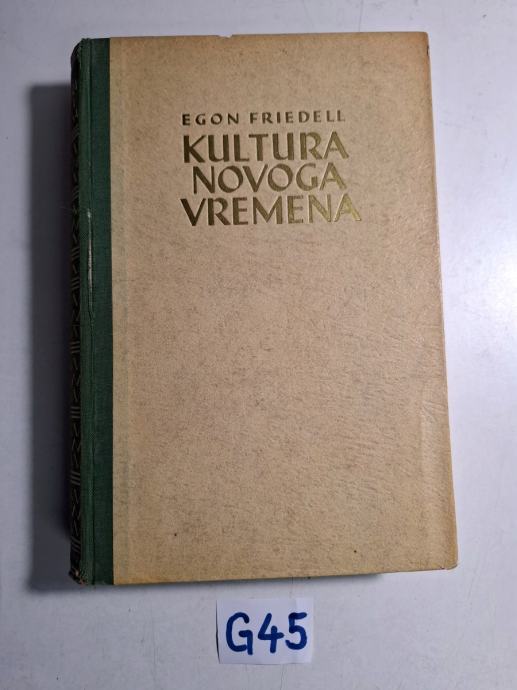 EGON FRIEDELL
KULTURA
NOVOGA
VREMENA
G45